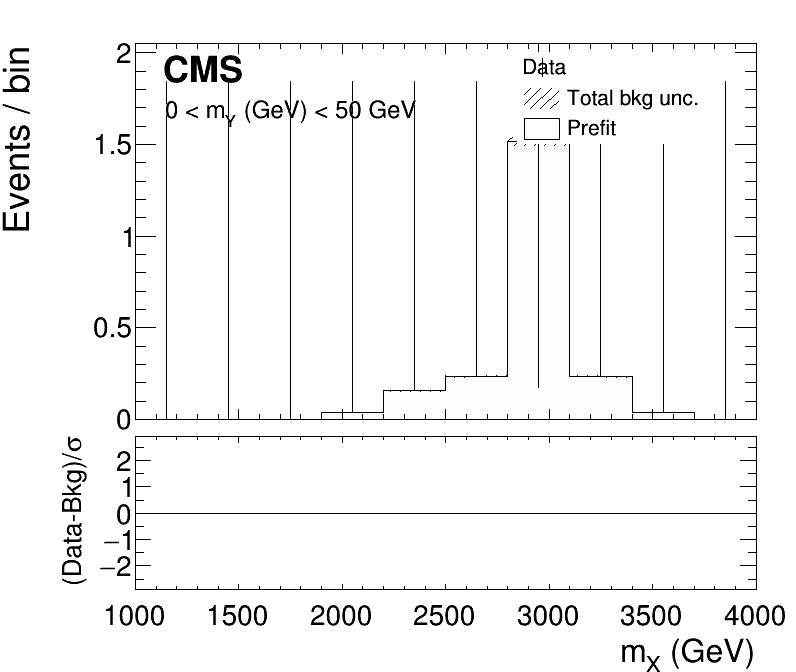 Events / bin
CMS
0 < mY (GeV) < 50 GeV
Data
Total bkg unc.
Prefit
2
1.5
1
0.5
0
(Data-Bkg)/σ
2
1
0
−1
−2
1000 1500 2000 2500 3000 3500 4000
mX (GeV)